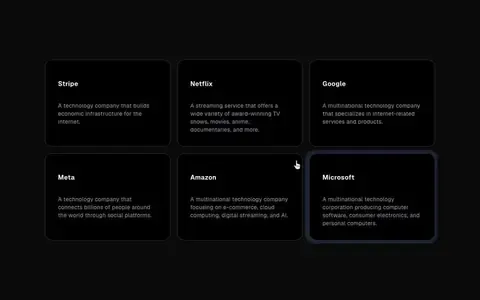 Stripe
A technology company that builds
economic infrastructure for the
internet.
Netflix
A streaming service that offers a
wide variety of award-winning TV
shows, movies, anime,
documentaries, and more.
Google
A multinational technology company
that specializes in Internet-related
services and products.
Meta
A technology company that
connects billions of people around
the world through social platforms.
Amazon
A multinational technology company
focusing on e-commerce, cloud
computing, digital streaming, and AI.
Microsoft
A multinational technology
corporation producing computer
software, consumer electronics, and
personal computers.